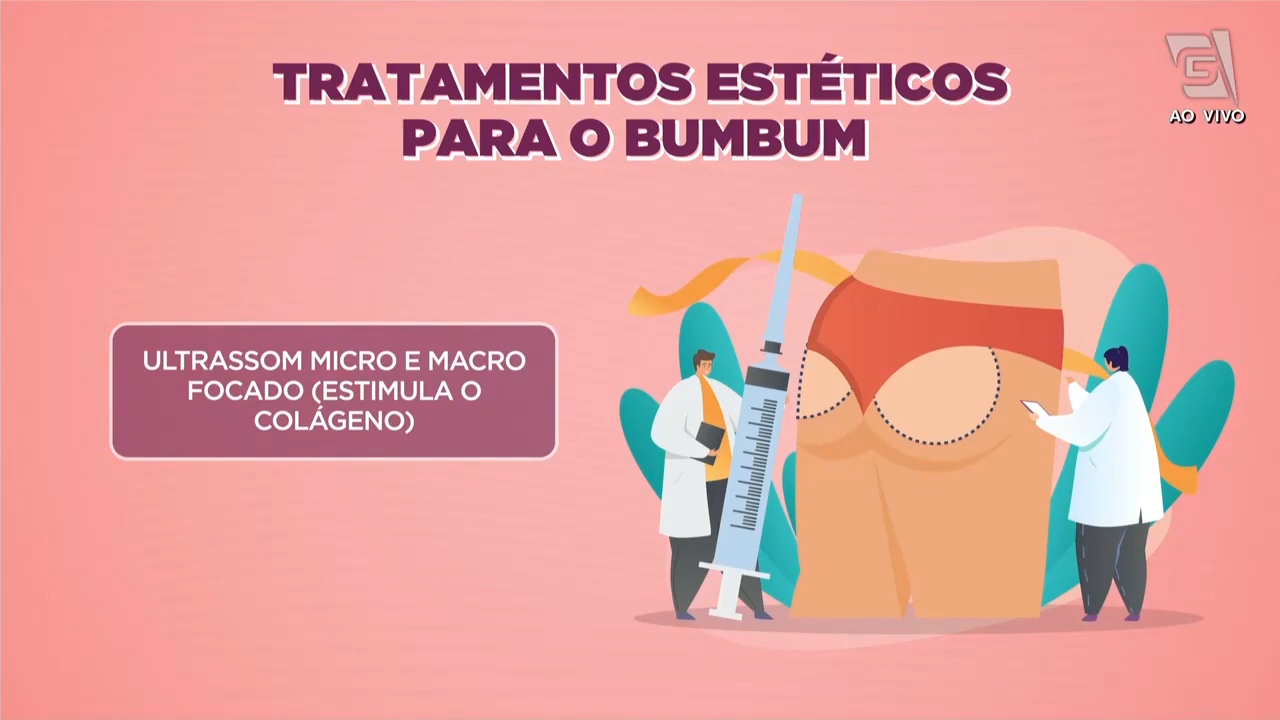 TRATAMENTOS ESTÉTICOS
PARA O BUMBUM
AO VIVO
ULTRASSOM MICRO E MACRO
FOCADO (ESTIMULA O
COLÁGENO)